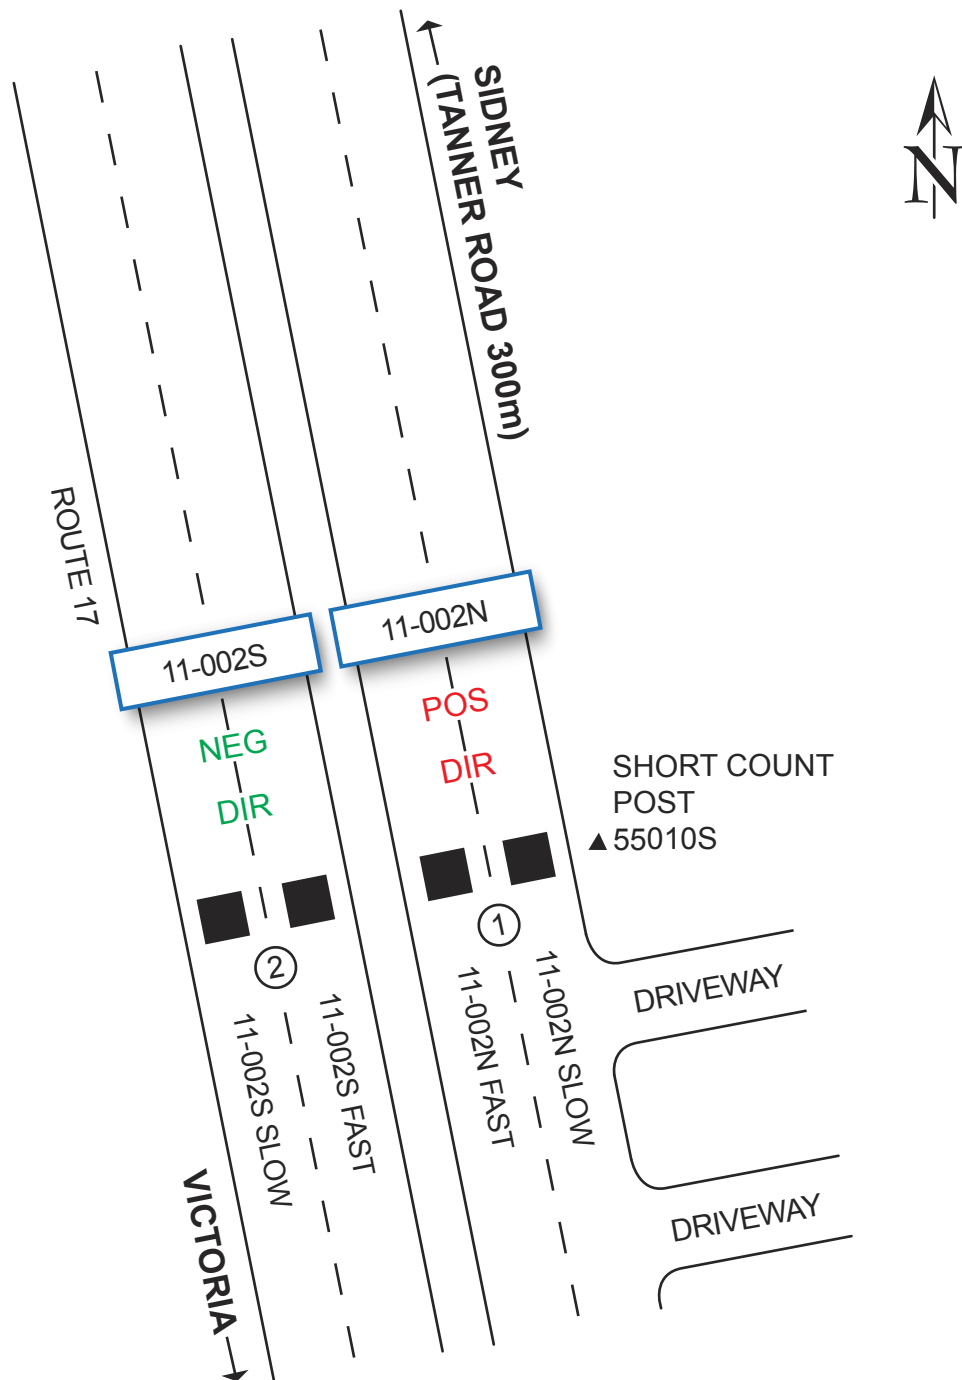 SIDNEY
(TANNER ROAD 300m)
N
ROUTE 17
11-002S
11-002N
NEG
DIR
POS
DIR
SHORT COUNT
POST
55010S
1
2
11-002S SLOW
11-002S FAST
11-002N FAST
11-002N SLOW
DRIVEWAY
DRIVEWAY
VICTORIA